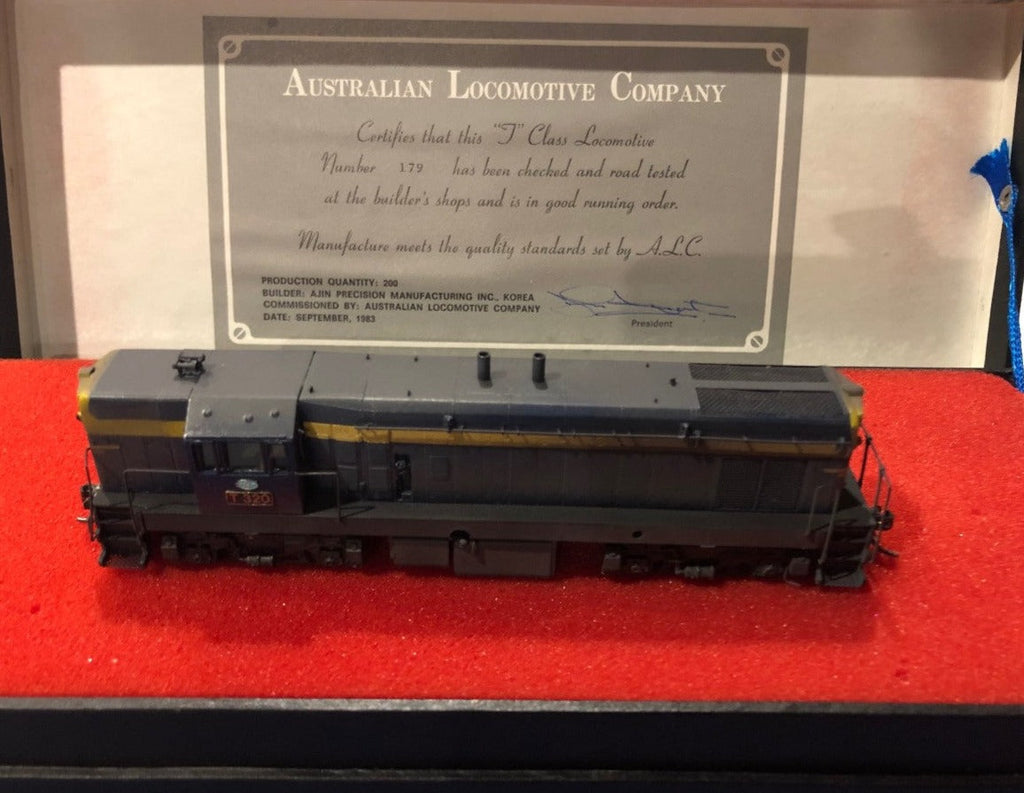 AUSTRALIAN LOCOMOTIVE COMPANY
Certifies that this "T" Class Locomotive
Number 179 has been checked and road tested
at the builder's shops and is in good running order.
Manufacture meets the quality standards set by A.L.C.
PRODUCTION QUANTITY: 200
BUILDER: AJIN PRECISION MANUFACTURING INC., KOREA
COMMISSIONED BY: AUSTRALIAN LOCOMOTIVE COMPANY
DATE: SEPTEMBER, 1983
President
T 320